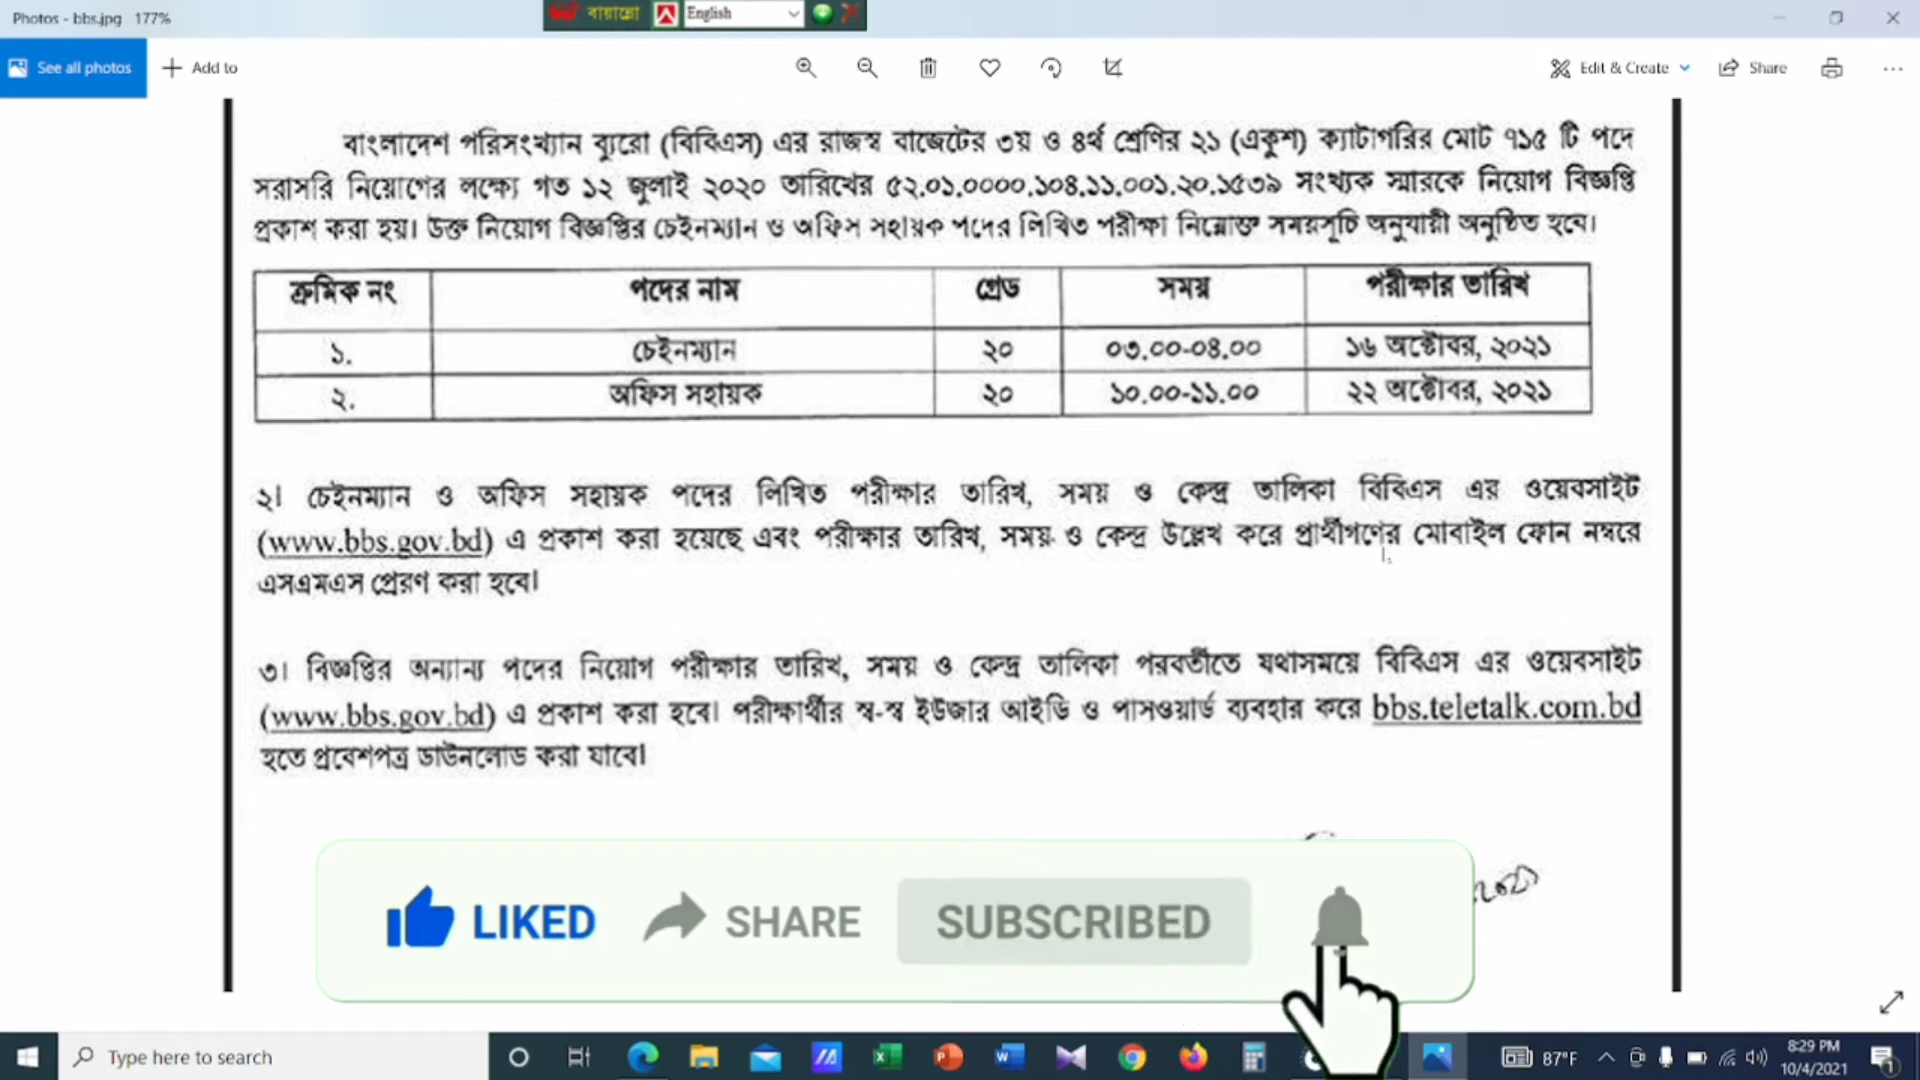 Photos - bbs.jpg 177%
বায়ান্নো English
See all photos
Add to
Edit & Create
Share
বাংলাদেশ পরিসংখ্যান ব্যুরো (বিবিএস) এর রাজস্ব বাজেটের ৩য় ও ৪র্থ শ্রেণির ২১ (একুশ) ক্যাটাগরির মোট ৭১৫ টি পদে
সরাসরি নিয়োগের লক্ষ্যে গত ১২ জুলাই ২০২০ তারিখের ৫২.০১.০০০০.১০৪.১১.০০১.২০.১৫৩৯ সংখ্যক স্মারকে নিয়োগ বিজ্ঞপ্তি
প্রকাশ করা হয়। উক্ত নিয়োগ বিজ্ঞপ্তির চেইনম্যান ও অফিস সহায়ক পদের লিখিত পরীক্ষা নিম্নোক্ত সময়সূচি অনুযায়ী অনুষ্ঠিত হবে।
ক্রমিক নং পদের নাম গ্রেড সময় পরীক্ষার তারিখ
১. চেইনম্যান ২০ ০৩.০০-০৪.০০ ১৬ অক্টোবর, ২০২১
২. অফিস সহায়ক ২০ ১০.০০-১১.০০ ২২ অক্টোবর, ২০২১
২। চেইনম্যান ও অফিস সহায়ক পদের লিখিত পরীক্ষার তারিখ, সময় ও কেন্দ্র তালিকা বিবিএস এর ওয়েবসাইট
(www.bbs.gov.bd) এ প্রকাশ করা হয়েছে এবং পরীক্ষার তারিখ, সময় ও কেন্দ্র উল্লেখ করে প্রার্থীগণের মোবাইল ফোন নম্বরে
এসএমএস প্রেরণ করা হবে।
৩। বিজ্ঞপ্তির অন্যান্য পদের নিয়োগ পরীক্ষার তারিখ, সময় ও কেন্দ্র তালিকা পরবর্তীতে যথাসময়ে বিবিএস এর ওয়েবসাইট
(www.bbs.gov.bd) এ প্রকাশ করা হবে। পরীক্ষার্থীর স্ব-স্ব ইউজার আইডি ও পাসওয়ার্ড ব্যবহার করে bbs.teletalk.com.bd
হতে প্রবেশপত্র ডাউনলোড করা যাবে।
LIKED SHARE SUBSCRIBED
Type here to search
87°F
8:29 PM
10/4/2021